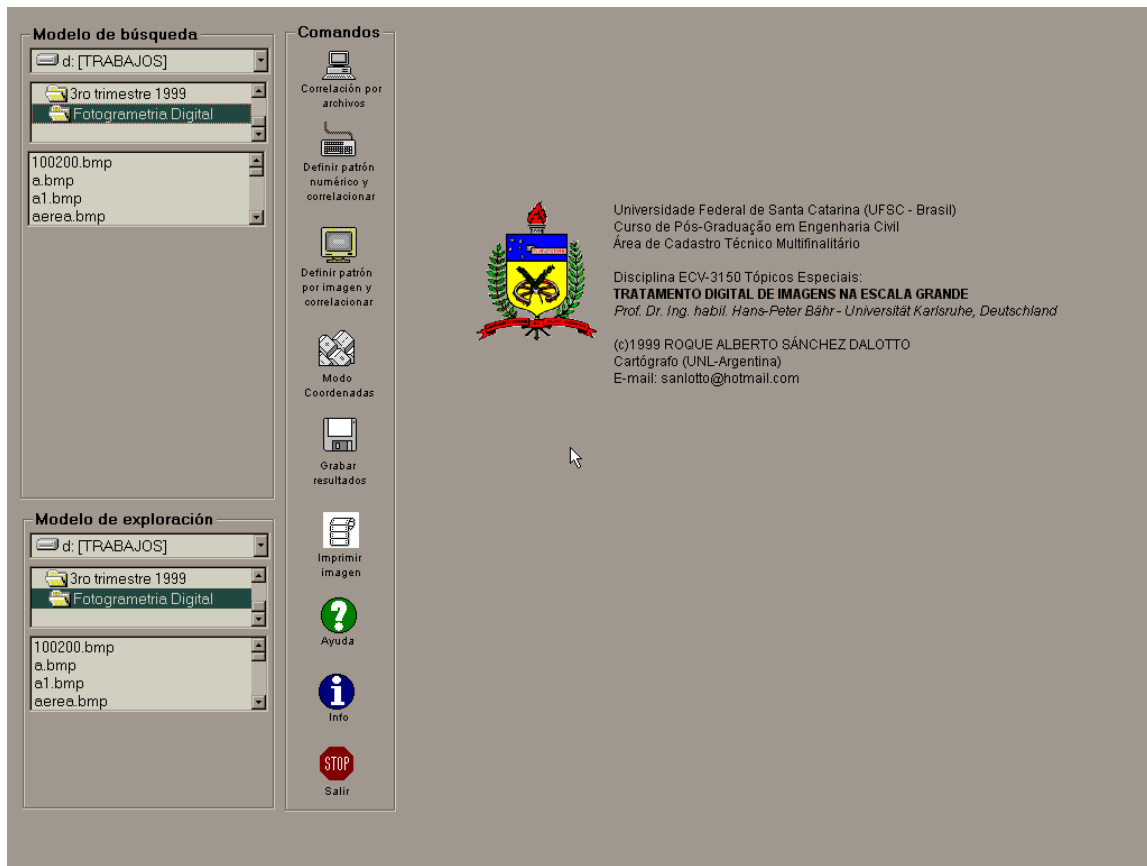 Modelo de búsqueda
d: [TRABAJOS]
3ro trimestre 1999
Fotogrametria Digital
100200.bmp
a.bmp
a1.bmp
aerea.bmp
Modelo de exploración
d: [TRABAJOS]
3ro trimestre 1999
Fotogrametria Digital
100200.bmp
a.bmp
a1.bmp
aerea.bmp
Comandos
Correlación por
archivos
Definir patrón
numérico y
correlacionar
Definir patrón
por imagen y
correlacionar
Modo
Coordenadas
Grabar
resultados
Imprimir
imagen
Ayuda
Info
STOP
Salir
Universidade Federal de Santa Catarina (UFSC - Brasil)
Curso de Pós-Graduação em Engenharia Civil
Área de Cadastro Técnico Multifinalitário
Disciplina ECV-3150 Tópicos Especiais:
TRATAMENTO DIGITAL DE IMAGENS NA ESCALA GRANDE
Prof. Dr. Ing. habil. Hans-Peter Bähr - Universität Karlsruhe, Deutschland
(c)1999 ROQUE ALBERTO SÁNCHEZ DALOTTO
Cartógrafo (UNL-Argentina)
E-mail: sanlotto@hotmail.com